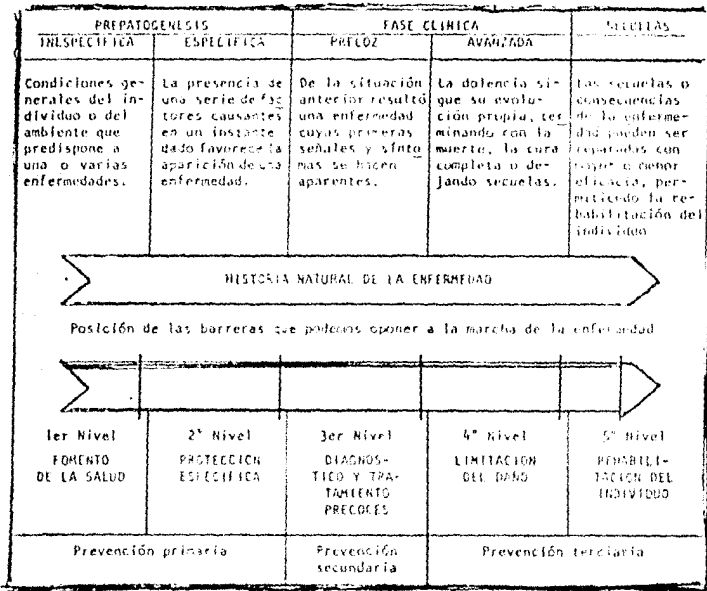 PREPATOGENESIS FASE CLINICA SECUELAS
INESPECIFICA ESPECIFICA PRECOZ AVANZADA
Condiciones ge-
nerales del in-
dividuo o del
ambiente que
predispone a
una o varias
enfermedades.
La presencia de
una serie de fac
tores causantes
en un instante
dado favorece la
aparición de una
enfermedad.
De la situación
anterior resultó
una enfermedad
cuyas primeras
señales y sínto
mas se hacen
aparentes.
La dolencia si-
gue su evolu-
ción propia, ter
minando con la
muerte, la cura
completa o de-
jando secuelas.
Las secuelas o
consecuencias
de la enferme-
dad pueden ser
reparadas con
mayor o menor
eficacia, per-
mitiendo la re-
habilitación del
individuo
HISTORIA NATURAL DE LA ENFERMEDAD
Posición de las barreras que podemos oponer a la marcha de la enfermedad
1er Nivel
FOMENTO
DE LA SALUD
2° Nivel
PROTECCION
ESPECIFICA
3er Nivel
DIAGNOS-
TICO Y TRA-
TAMIENTO
PRECOCES
4° Nivel
LIMITACION
DEL DAÑO
5° Nivel
REHABILI-
TACION DEL
INDIVIDUO
Prevención primaria
Prevención
secundaria
Prevención terciaria